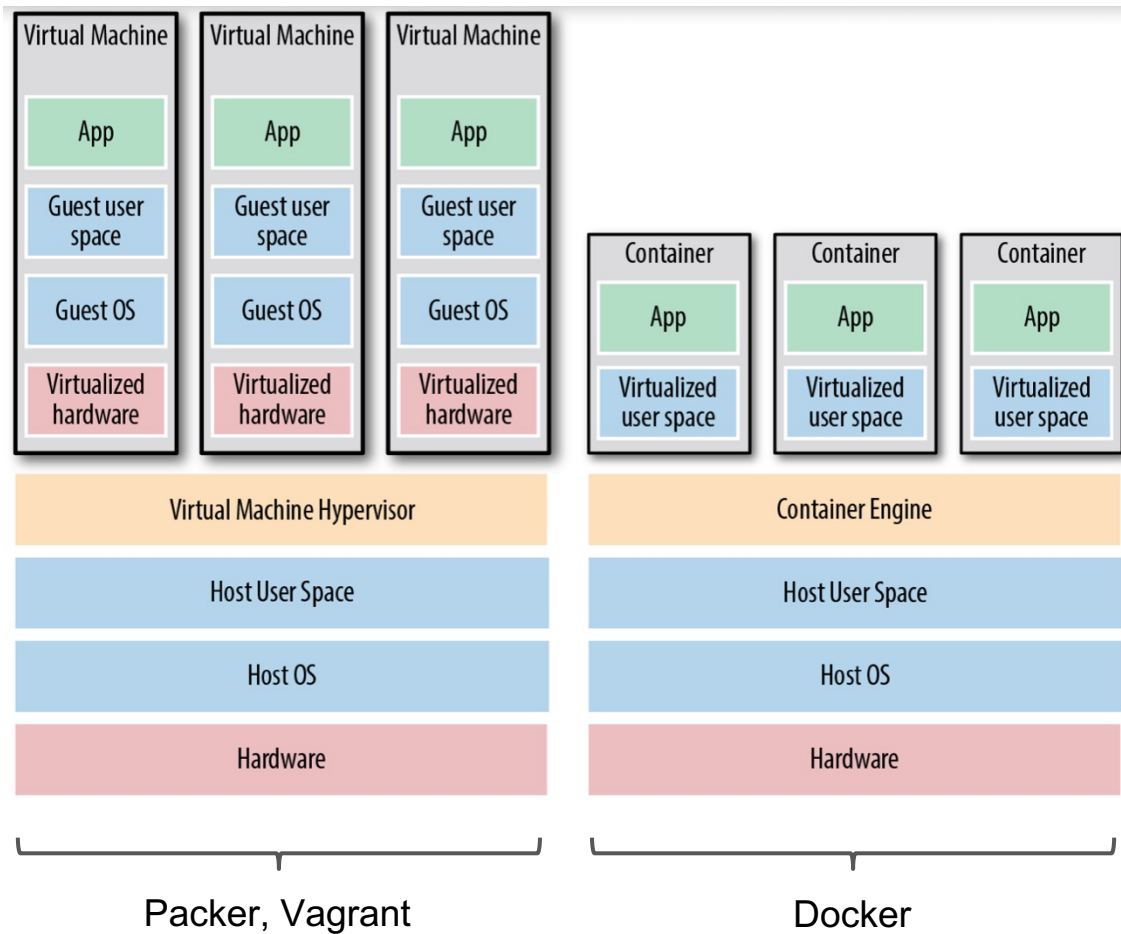 Virtual Machine
App
Guest user
space
Guest OS
Virtualized
hardware
Virtual Machine
App
Guest user
space
Guest OS
Virtualized
hardware
Virtual Machine
App
Guest user
space
Guest OS
Virtualized
hardware
Virtual Machine Hypervisor
Host User Space
Host OS
Hardware
Packer, Vagrant
Container
App
Virtualized
user space
Container
App
Virtualized
user space
Container
App
Virtualized
user space
Container Engine
Host User Space
Host OS
Hardware
Docker